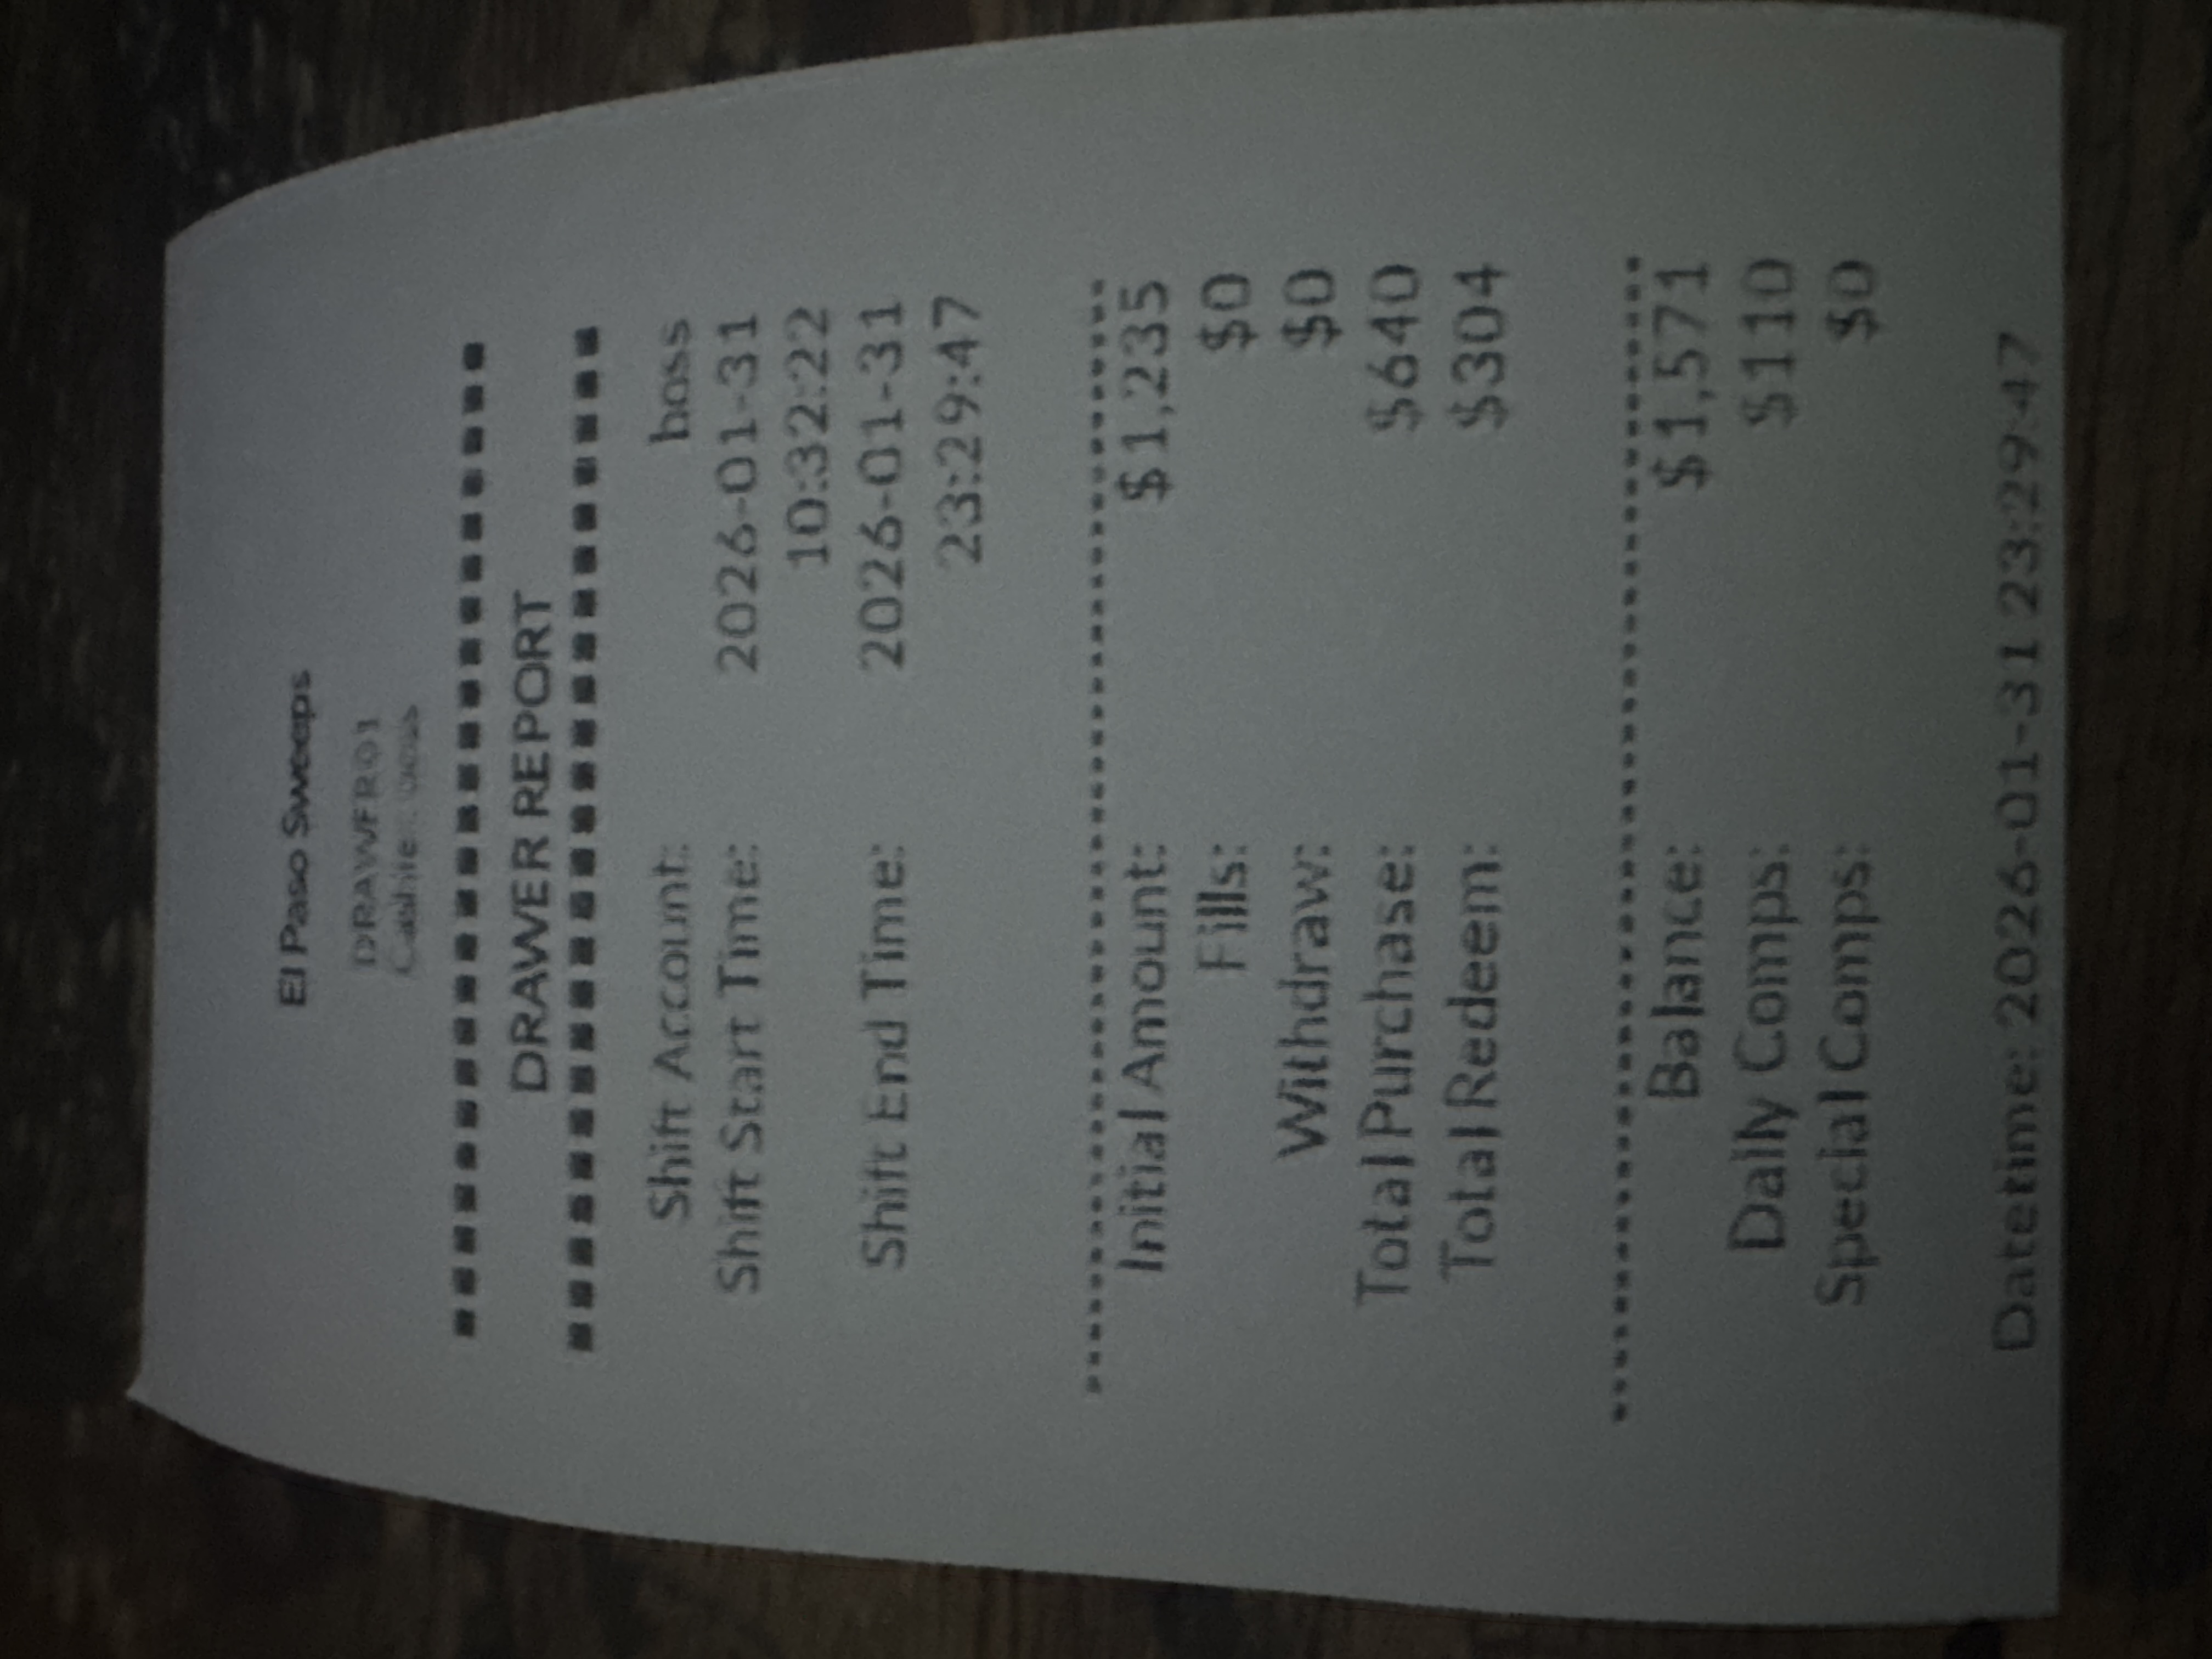 El Paso Sweeps
DRAWER01
Cashier: boss
DRAWER REPORT
Shift Account: boss
Shift Start Time: 2026-01-31
10:32:22
Shift End Time: 2026-01-31
23:29:47
Initial Amount: $1,235
Fills: $0
Withdraw: $0
Total Purchase: $640
Total Redeem: $304
Balance: $1,571
Daily Comps: $110
Special Comps: $0
Datetime: 2026-01-31 23:29:47